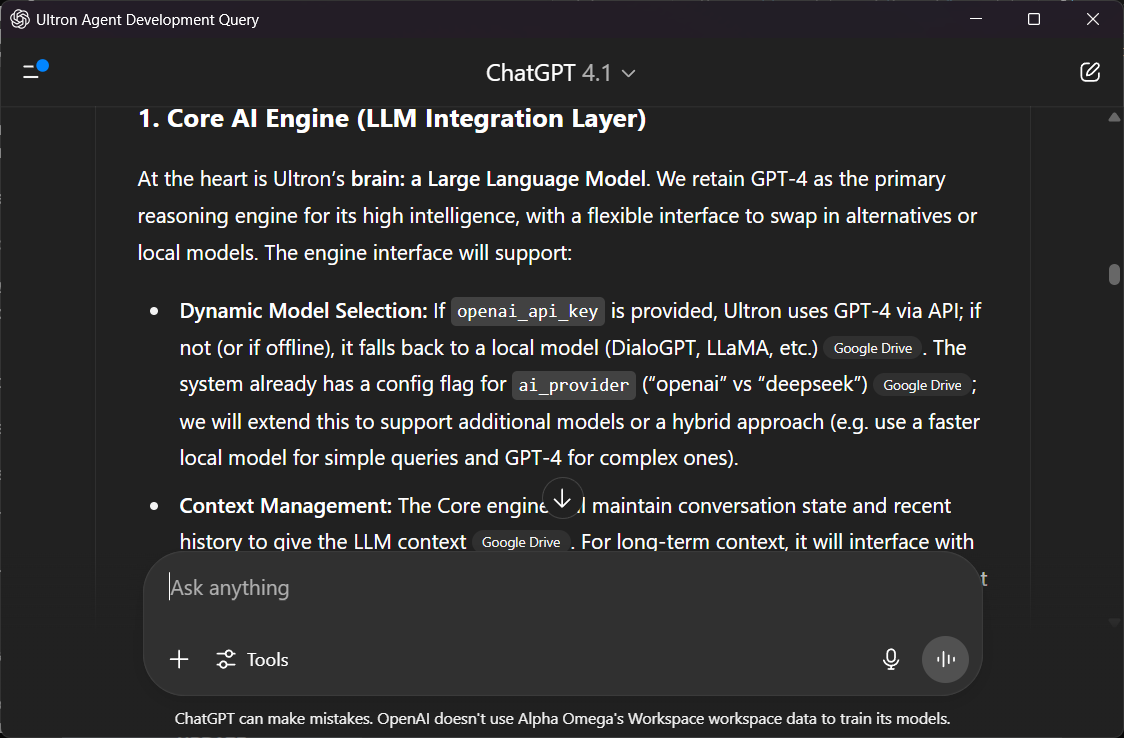 Ultron Agent Development Query
ChatGPT 4.1
1. Core AI Engine (LLM Integration Layer)
At the heart is Ultron’s brain: a Large Language Model. We retain GPT-4 as the primary
reasoning engine for its high intelligence, with a flexible interface to swap in alternatives or
local models. The engine interface will support:
• Dynamic Model Selection: If openai_api_key is provided, Ultron uses GPT-4 via API; if
not (or if offline), it falls back to a local model (DialoGPT, LLaMA, etc.) Google Drive . The
system already has a config flag for ai_provider (“openai” vs “deepseek”) Google Drive ;
we will extend this to support additional models or a hybrid approach (e.g. use a faster
local model for simple queries and GPT-4 for complex ones).
• Context Management: The Core engine maintain conversation state and recent
history to give the LLM context Google Drive . For long-term context, it will interface with
Ask anything
Tools
ChatGPT can make mistakes. OpenAI doesn't use Alpha Omega's Workspace workspace data to train its models.